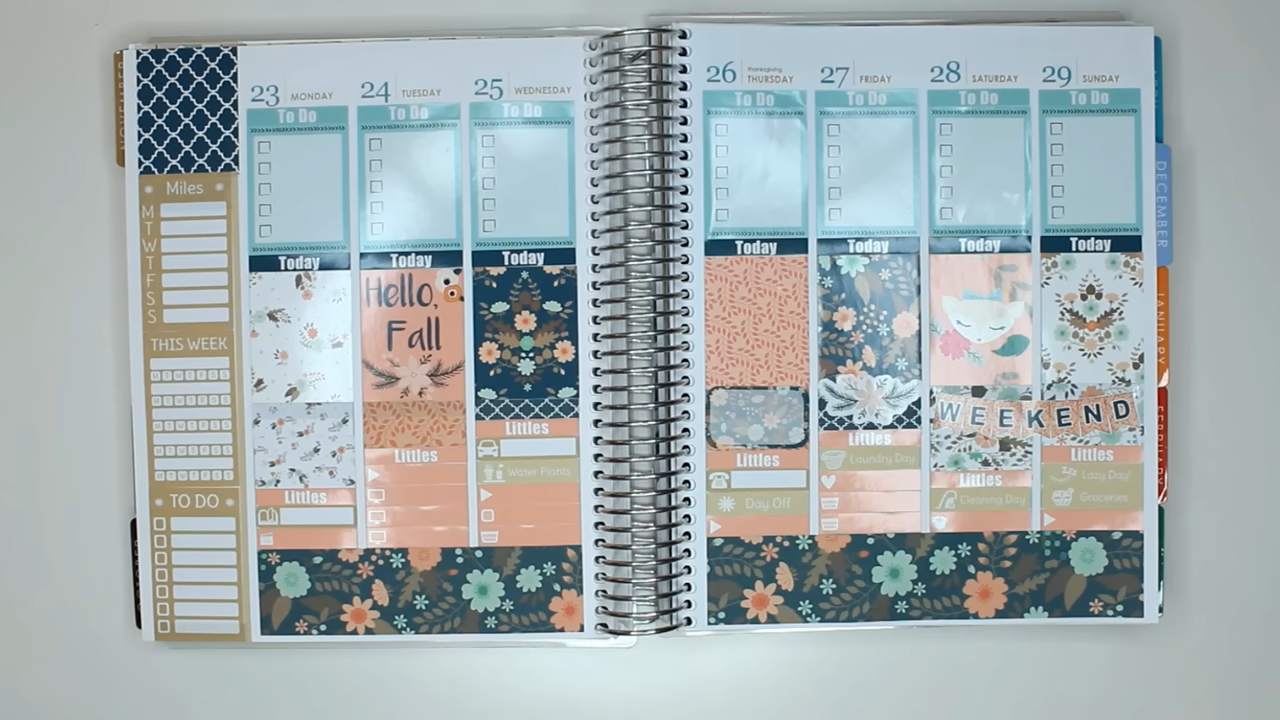 NOVEMBER
Miles
M
T
W
T
F
S
S
THIS WEEK
M T W T F S S
M T W T F S S
M T W T F S S
M T W T F S S
M T W T F S S
TO DO
23 MONDAY
To Do
Today
Littles
24 TUESDAY
To Do
Today
Hello,
Fall
Littles
25 WEDNESDAY
To Do
Today
Littles
Water Plants
26 thanksgiving THURSDAY
To Do
Today
Littles
Day Off
27 FRIDAY
To Do
Today
Littles
Laundry Day
28 SATURDAY
To Do
Today
WEEKEND
Littles
Cleaning Day
29 SUNDAY
To Do
Today
Littles
Lazy Day!
Groceries
DECEMBER
JANUARY
FEBRUARY